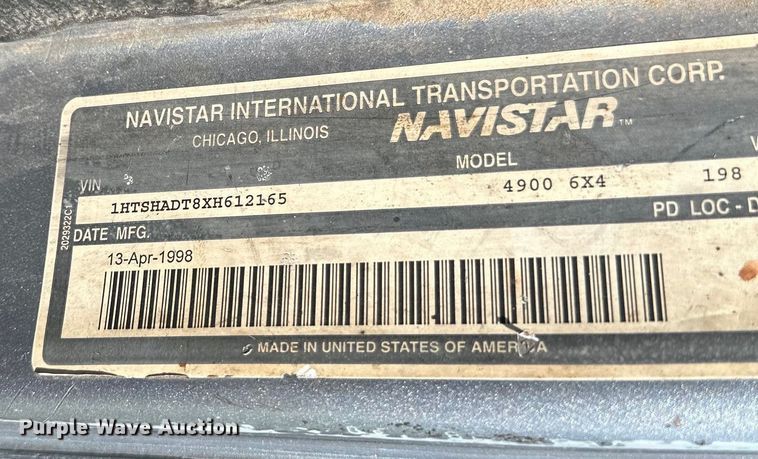 NAVISTAR INTERNATIONAL TRANSPORTATION CORP.
CHICAGO, ILLINOIS NAVISTAR™
VIN MODEL
1HTSHADT8XH612165 4900 6X4 198
2029322C1
DATE MFG. PD LOC - D
13-Apr-1998
MADE IN UNITED STATES OF AMERICA
Purple Wave Auction